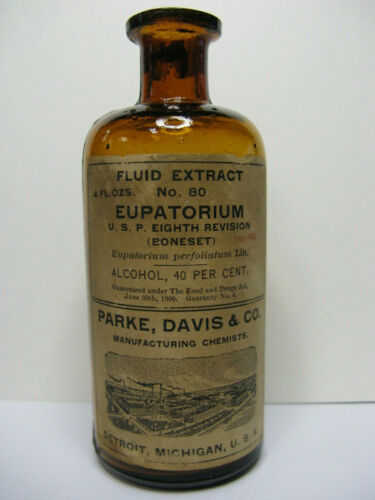 FLUID EXTRACT
4 FL. OZS. No. 80
EUPATORIUM
U. S. P. EIGHTH REVISION
(BONESET)
Eupatorium perfoliatum Lin.
ALCOHOL, 40 PER CENT.
Guaranteed under The Food and Drugs Act,
June 30th, 1906. Guaranty No. 6.
PARKE, DAVIS & CO.
MANUFACTURING CHEMISTS.
DETROIT, MICHIGAN, U. S. A.